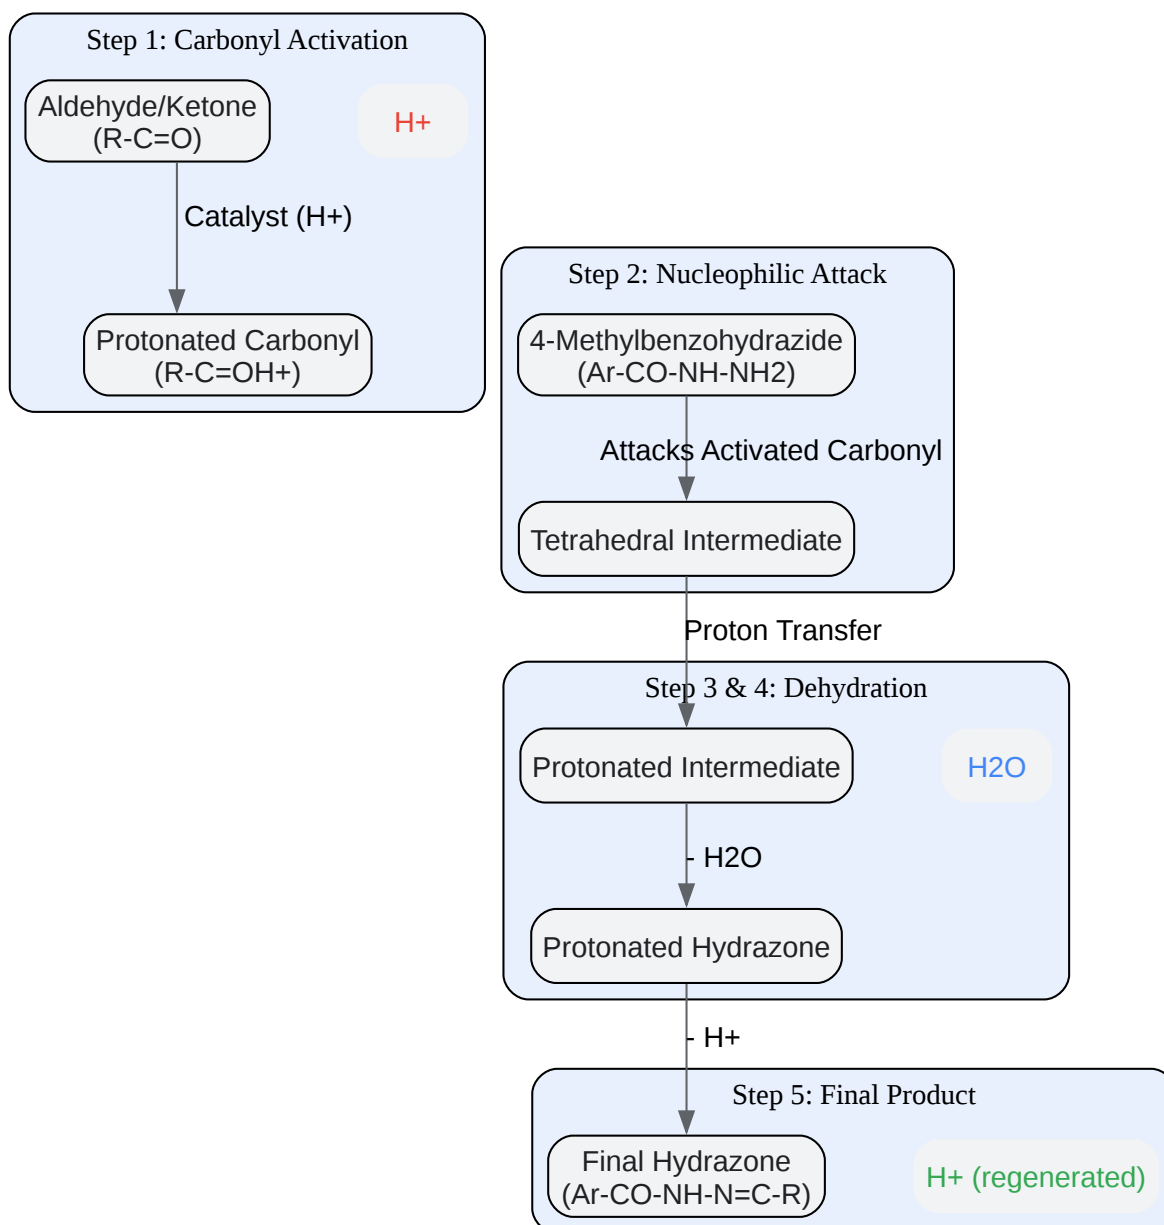 Step 1: Carbonyl Activation
Aldehyde/Ketone
(R-C=O)
H+
Catalyst (H+)
Protonated Carbonyl
(R-C=OH+)
Step 2: Nucleophilic Attack
4-Methylbenzohydrazide
(Ar-CO-NH-NH2)
Attacks Activated Carbonyl
Tetrahedral Intermediate
Proton Transfer
Step 3 & 4: Dehydration
Protonated Intermediate
H2O
- H2O
Protonated Hydrazone
- H+
Step 5: Final Product
Final Hydrazone
(Ar-CO-NH-N=C-R)
H+ (regenerated)